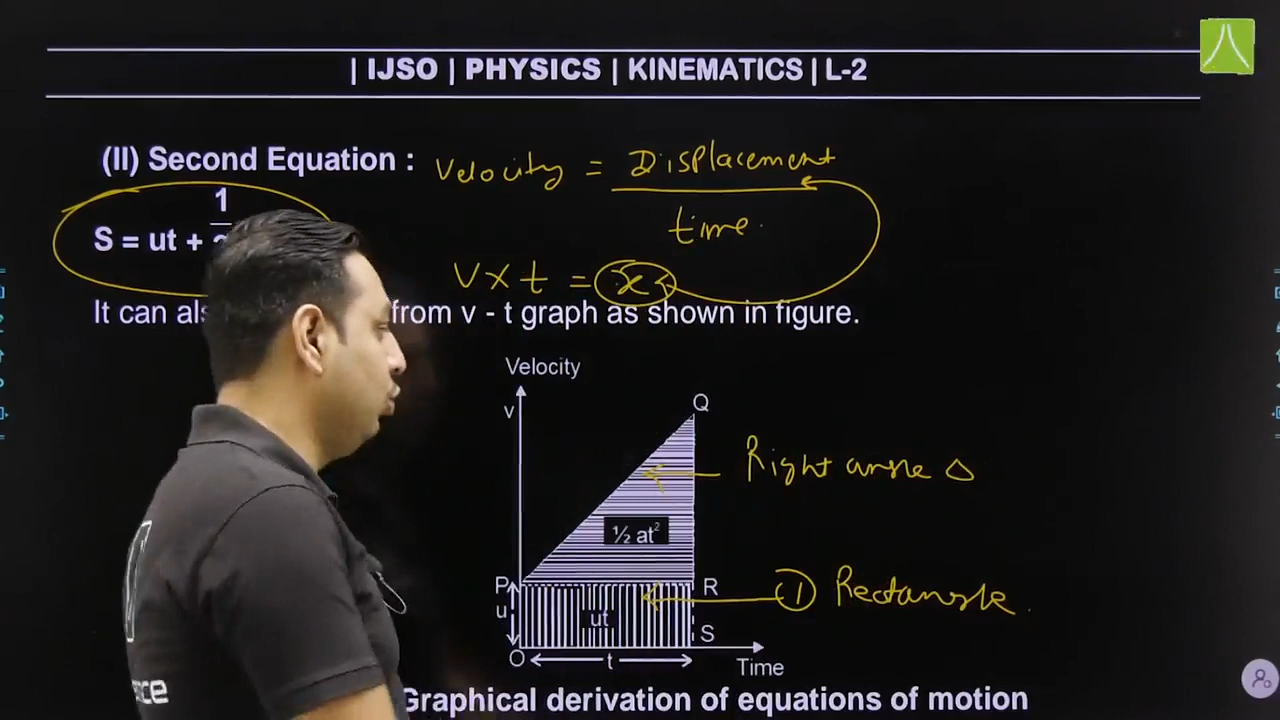 | IJSO | PHYSICS | KINEMATICS | L-2
(II) Second Equation :
Velocity = Displacement
time.
1
S = ut +
v x t = x
It can
from v - t graph as shown in figure.
Velocity
v
Q
Right angle Δ
½ at²
P
R
u
① Rectangle.
ut
S
O
t
Time
Graphical derivation of equations of motion